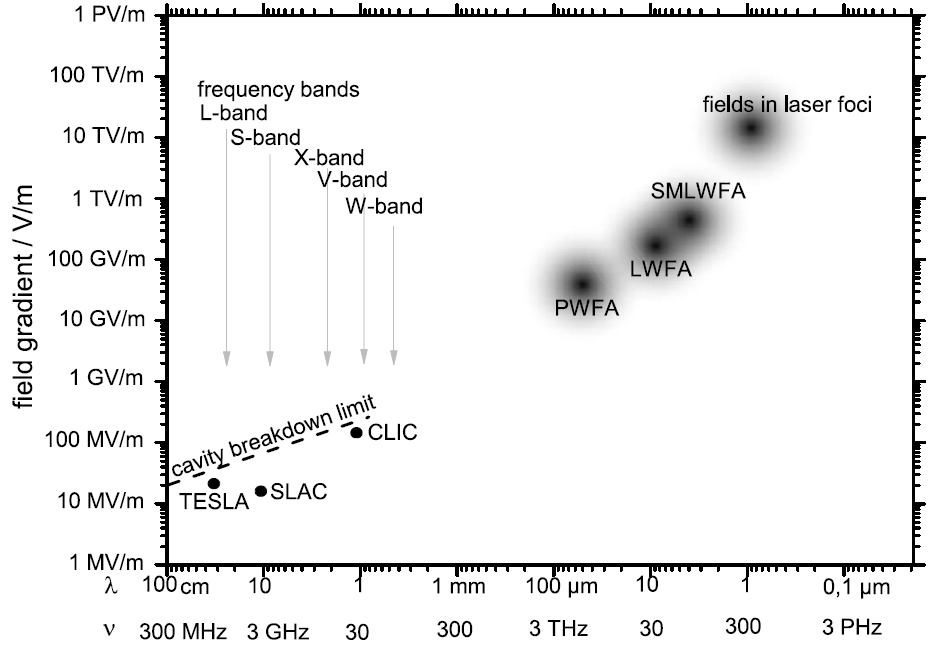 1 PV/m
100 TV/m
10 TV/m
1 TV/m
100 GV/m
10 GV/m
1 GV/m
100 MV/m
10 MV/m
1 MV/m
field gradient / V/m
frequency bands
L-band
S-band
X-band
V-band
W-band
fields in laser foci
SMLWFA
LWFA
PWFA
cavity breakdown limit
CLIC
TESLA
SLAC
λ 100 cm 10 1 1 mm 100 µm 10 1 0,1 µm
ν 300 MHz 3 GHz 30 300 3 THz 30 300 3 PHz